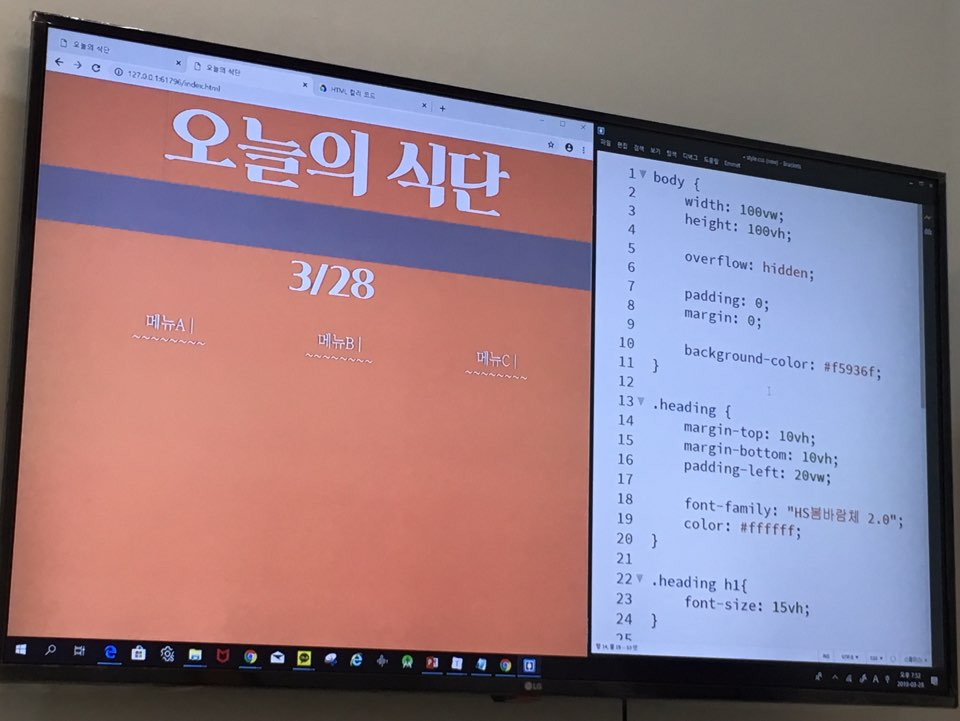 오늘의 식단
오늘의 식단
HTML 컬러 코드
127.0.0.1:61796/index.html
오늘의 식단
3/28
메뉴A |
~~~~~~~~
메뉴B |
~~~~~~~~
메뉴C |
~~~~~~~~
style.css (new) - Brackets
파일 편집 검색 보기 탐색 디버그 도움말 Emmet
1 body {
2 width: 100vw;
3 height: 100vh;
4
5 overflow: hidden;
6
7 padding: 0;
8 margin: 0;
9
10 background-color: #f5936f;
11 }
12
13 .heading {
14 margin-top: 10vh;
15 margin-bottom: 10vh;
16 padding-left: 20vw;
17
18 font-family: "HS봄바람체 2.0";
19 color: #ffffff;
20 }
21
22 .heading h1{
23 font-size: 15vh;
24 }
25
오후 7:52
LG